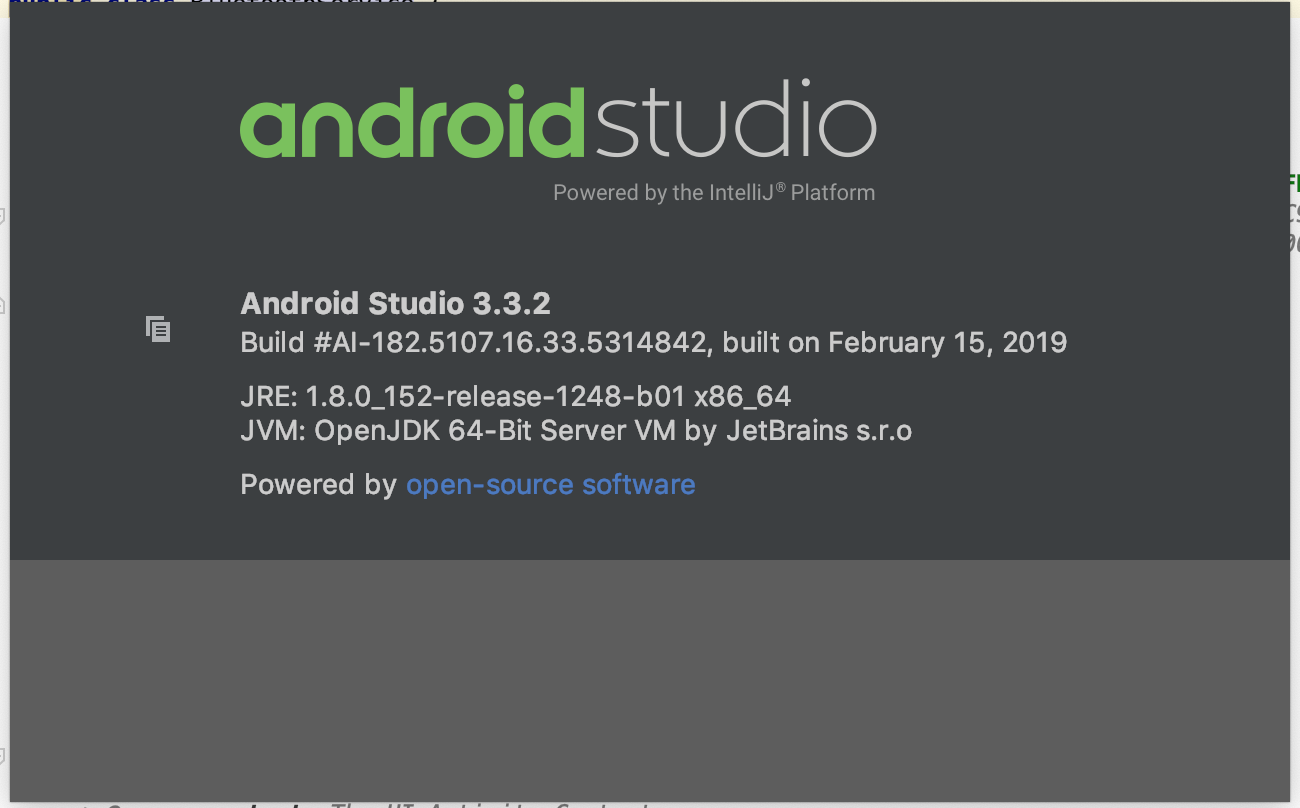 androidstudio
Powered by the IntelliJ® Platform
Android Studio 3.3.2
Build #AI-182.5107.16.33.5314842, built on February 15, 2019
JRE: 1.8.0_152-release-1248-b01 x86_64
JVM: OpenJDK 64-Bit Server VM by JetBrains s.r.o
Powered by open-source software